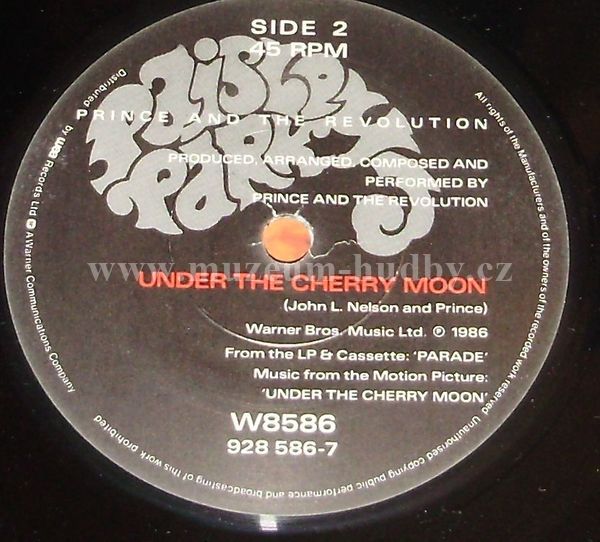 SIDE 2
45 RPM
Paisley
Park
PRINCE AND THE REVOLUTION
PRODUCED, ARRANGED, COMPOSED AND
PERFORMED BY
PRINCE AND THE REVOLUTION
www.muzeum-hudby.cz
UNDER THE CHERRY MOON
(John L. Nelson and Prince)
Warner Bros. Music Ltd. ℗ 1986
From the LP & Cassette: 'PARADE'
Music from the Motion Picture:
'UNDER THE CHERRY MOON'
W8586
928 586-7
Distributed by wea Records Ltd A Warner Communications Company
All rights of the Manufacturers and of the owners of the recorded work reserved Unauthorised copying public performance and broadcasting of this work prohibited